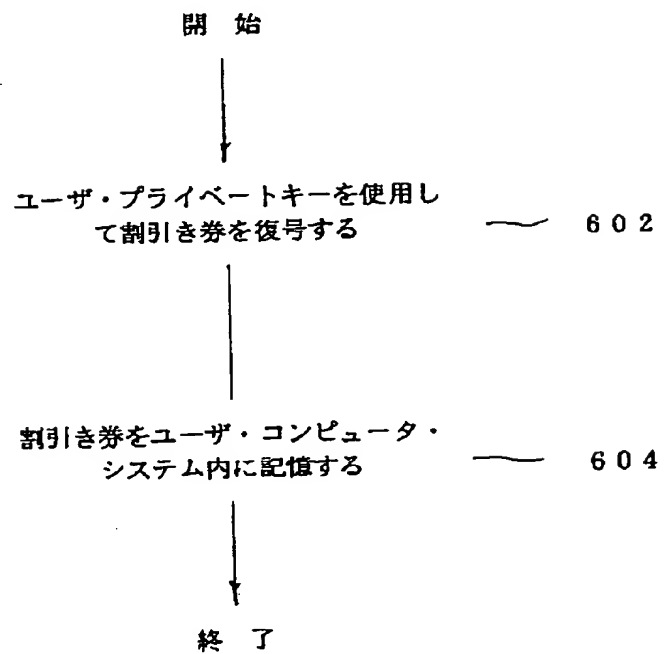 開 始
ユーザ・プライベートキーを使用し
て割引き券を復号する
602
割引き券をユーザ・コンピュータ・
システム内に記憶する
604
終 了